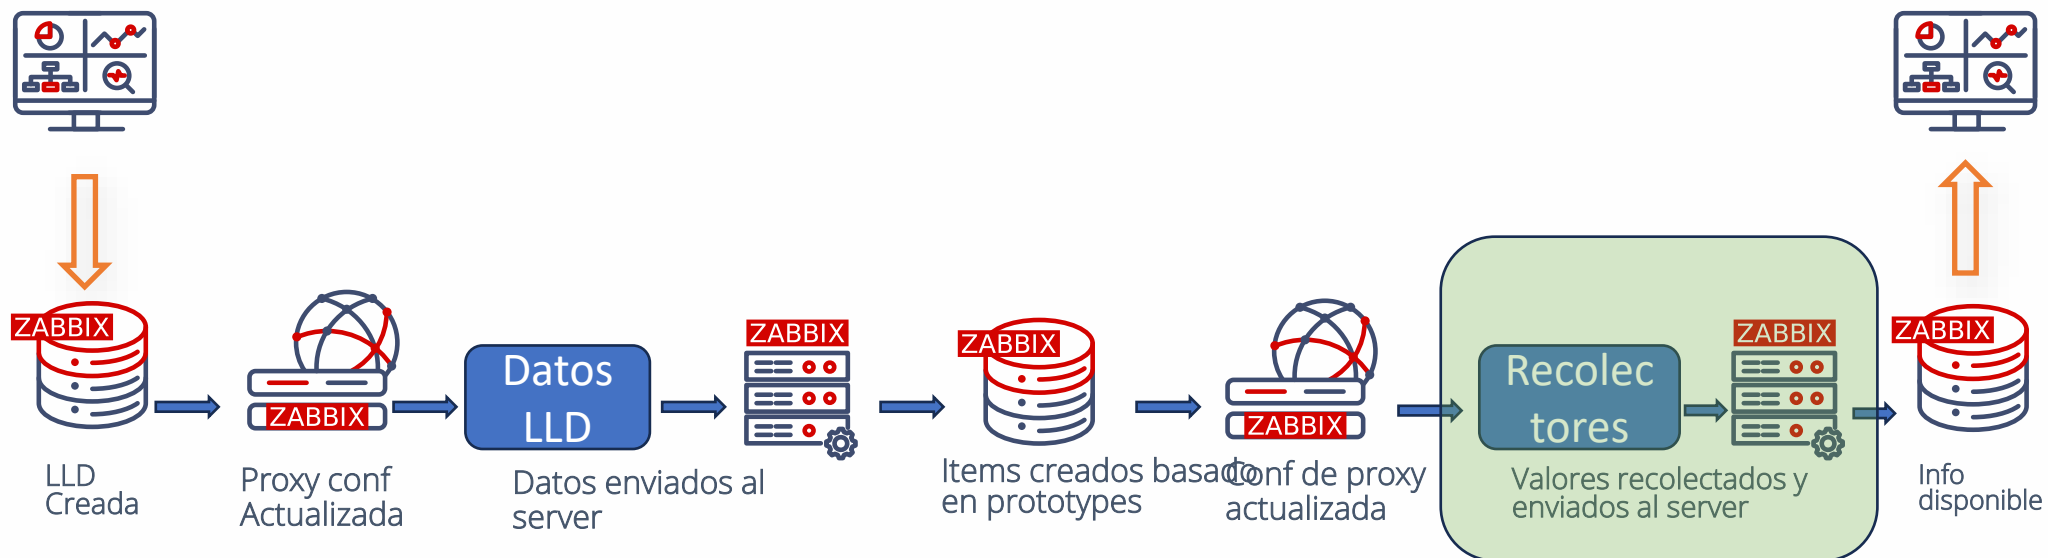 ZABBIX
LLD
Creada
ZABBIX
Proxy conf
Actualizada
Datos
LLD
Datos enviados al
server
ZABBIX
ZABBIX
Items creados basado
en prototypes
ZABBIX
Conf de proxy
actualizada
Recolec
tores
ZABBIX
Valores recolectados y
enviados al server
ZABBIX
Info
disponible